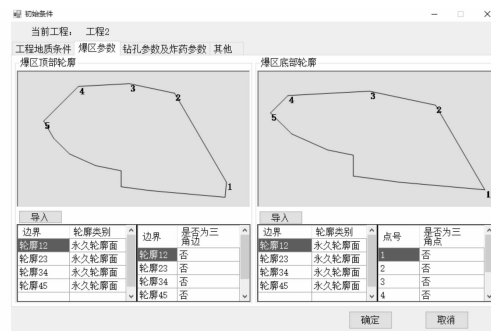 初始条件
当前工程： 工程2
工程地质条件 爆区参数 钻孔参数及炸药参数 其他
爆区顶部轮廓
4
3
2
5
1
导入
边界 轮廓类别
轮廓12 永久轮廓面
轮廓23 永久轮廓面
轮廓34 永久轮廓面
轮廓45 永久轮廓面
边界 是否为三角边
轮廓12 否
轮廓23 否
轮廓34 否
轮廓45 否
爆区底部轮廓
4
3
2
5
1
导入
边界 轮廓类别
轮廓12 永久轮廓面
轮廓23 永久轮廓面
轮廓34 永久轮廓面
轮廓45 永久轮廓面
点号 是否为三角点
1 否
2 否
3 否
4 否
确定 取消